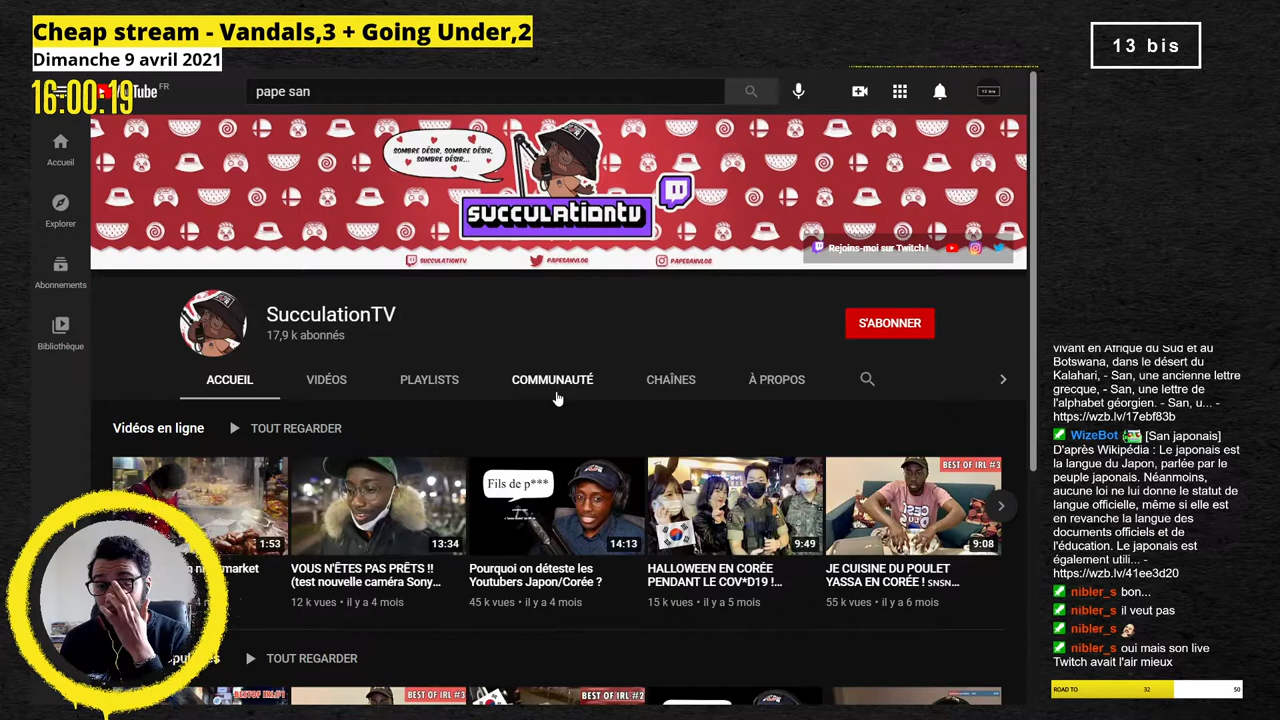 Cheap stream - Vandals,3 + Going Under,2
Dimanche 9 avril 2021
16:00:19
13 bis
FR
pape san
13 bis
Accueil
Explorer
Abonnements
Bibliothèque
SOMBRE DÉSIR, SOMBRE
DÉSIR, SOMBRE
DÉSIR...
SUCCULATIONTV
Rejoins-moi sur Twitch !
SUCCULATIONTV
PAPESANVLOG
PAPESANVLOG
SucculationTV
17,9 k abonnés
S'ABONNER
ACCUEIL
VIDÉOS
PLAYLISTS
COMMUNAUTÉ
CHAÎNES
À PROPOS
Vidéos en ligne
TOUT REGARDER
1:53
13:34
Fils de p***
14:13
9:49
BEST OF IRL #3
9:08
market
VOUS N'ÊTES PAS PRÊTS !!
(test nouvelle caméra Sony...
12 k vues • il y a 4 mois
Pourquoi on déteste les
Youtubers Japon/Corée ?
45 k vues • il y a 4 mois
HALLOWEEN EN CORÉE
PENDANT LE COV*D19 !...
15 k vues • il y a 5 mois
JE CUISINE DU POULET
YASSA EN CORÉE ! SNSN...
55 k vues • il y a 6 mois
TOUT REGARDER
BEST OF IRL #1
BEST OF IRL #3
BEST OF IRL #2
vivant en Afrique du Sud et au
Botswana, dans le désert du
Kalahari, - San, une ancienne lettre
grecque, - San, une lettre de
l'alphabet géorgien. - San, u... -
https://wzb.lv/17ebf83b
WizeBot [San japonais]
D'après Wikipédia : Le japonais est
la langue du Japon, parlée par le
peuple japonais. Néanmoins,
aucune loi ne lui donne le statut de
langue officielle, même si elle est
en revanche la langue des
documents officiels et de
l'éducation. Le japonais est
également utili... -
https://wzb.lv/41ee3d20
nibler_s bon...
nibler_s il veut pas
nibler_s
nibler_s oui mais son live
Twitch avait l'air mieux
ROAD TO
32
50